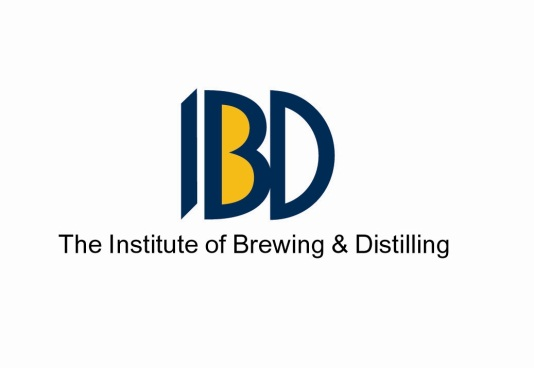 IBD
The Institute of Brewing & Distilling